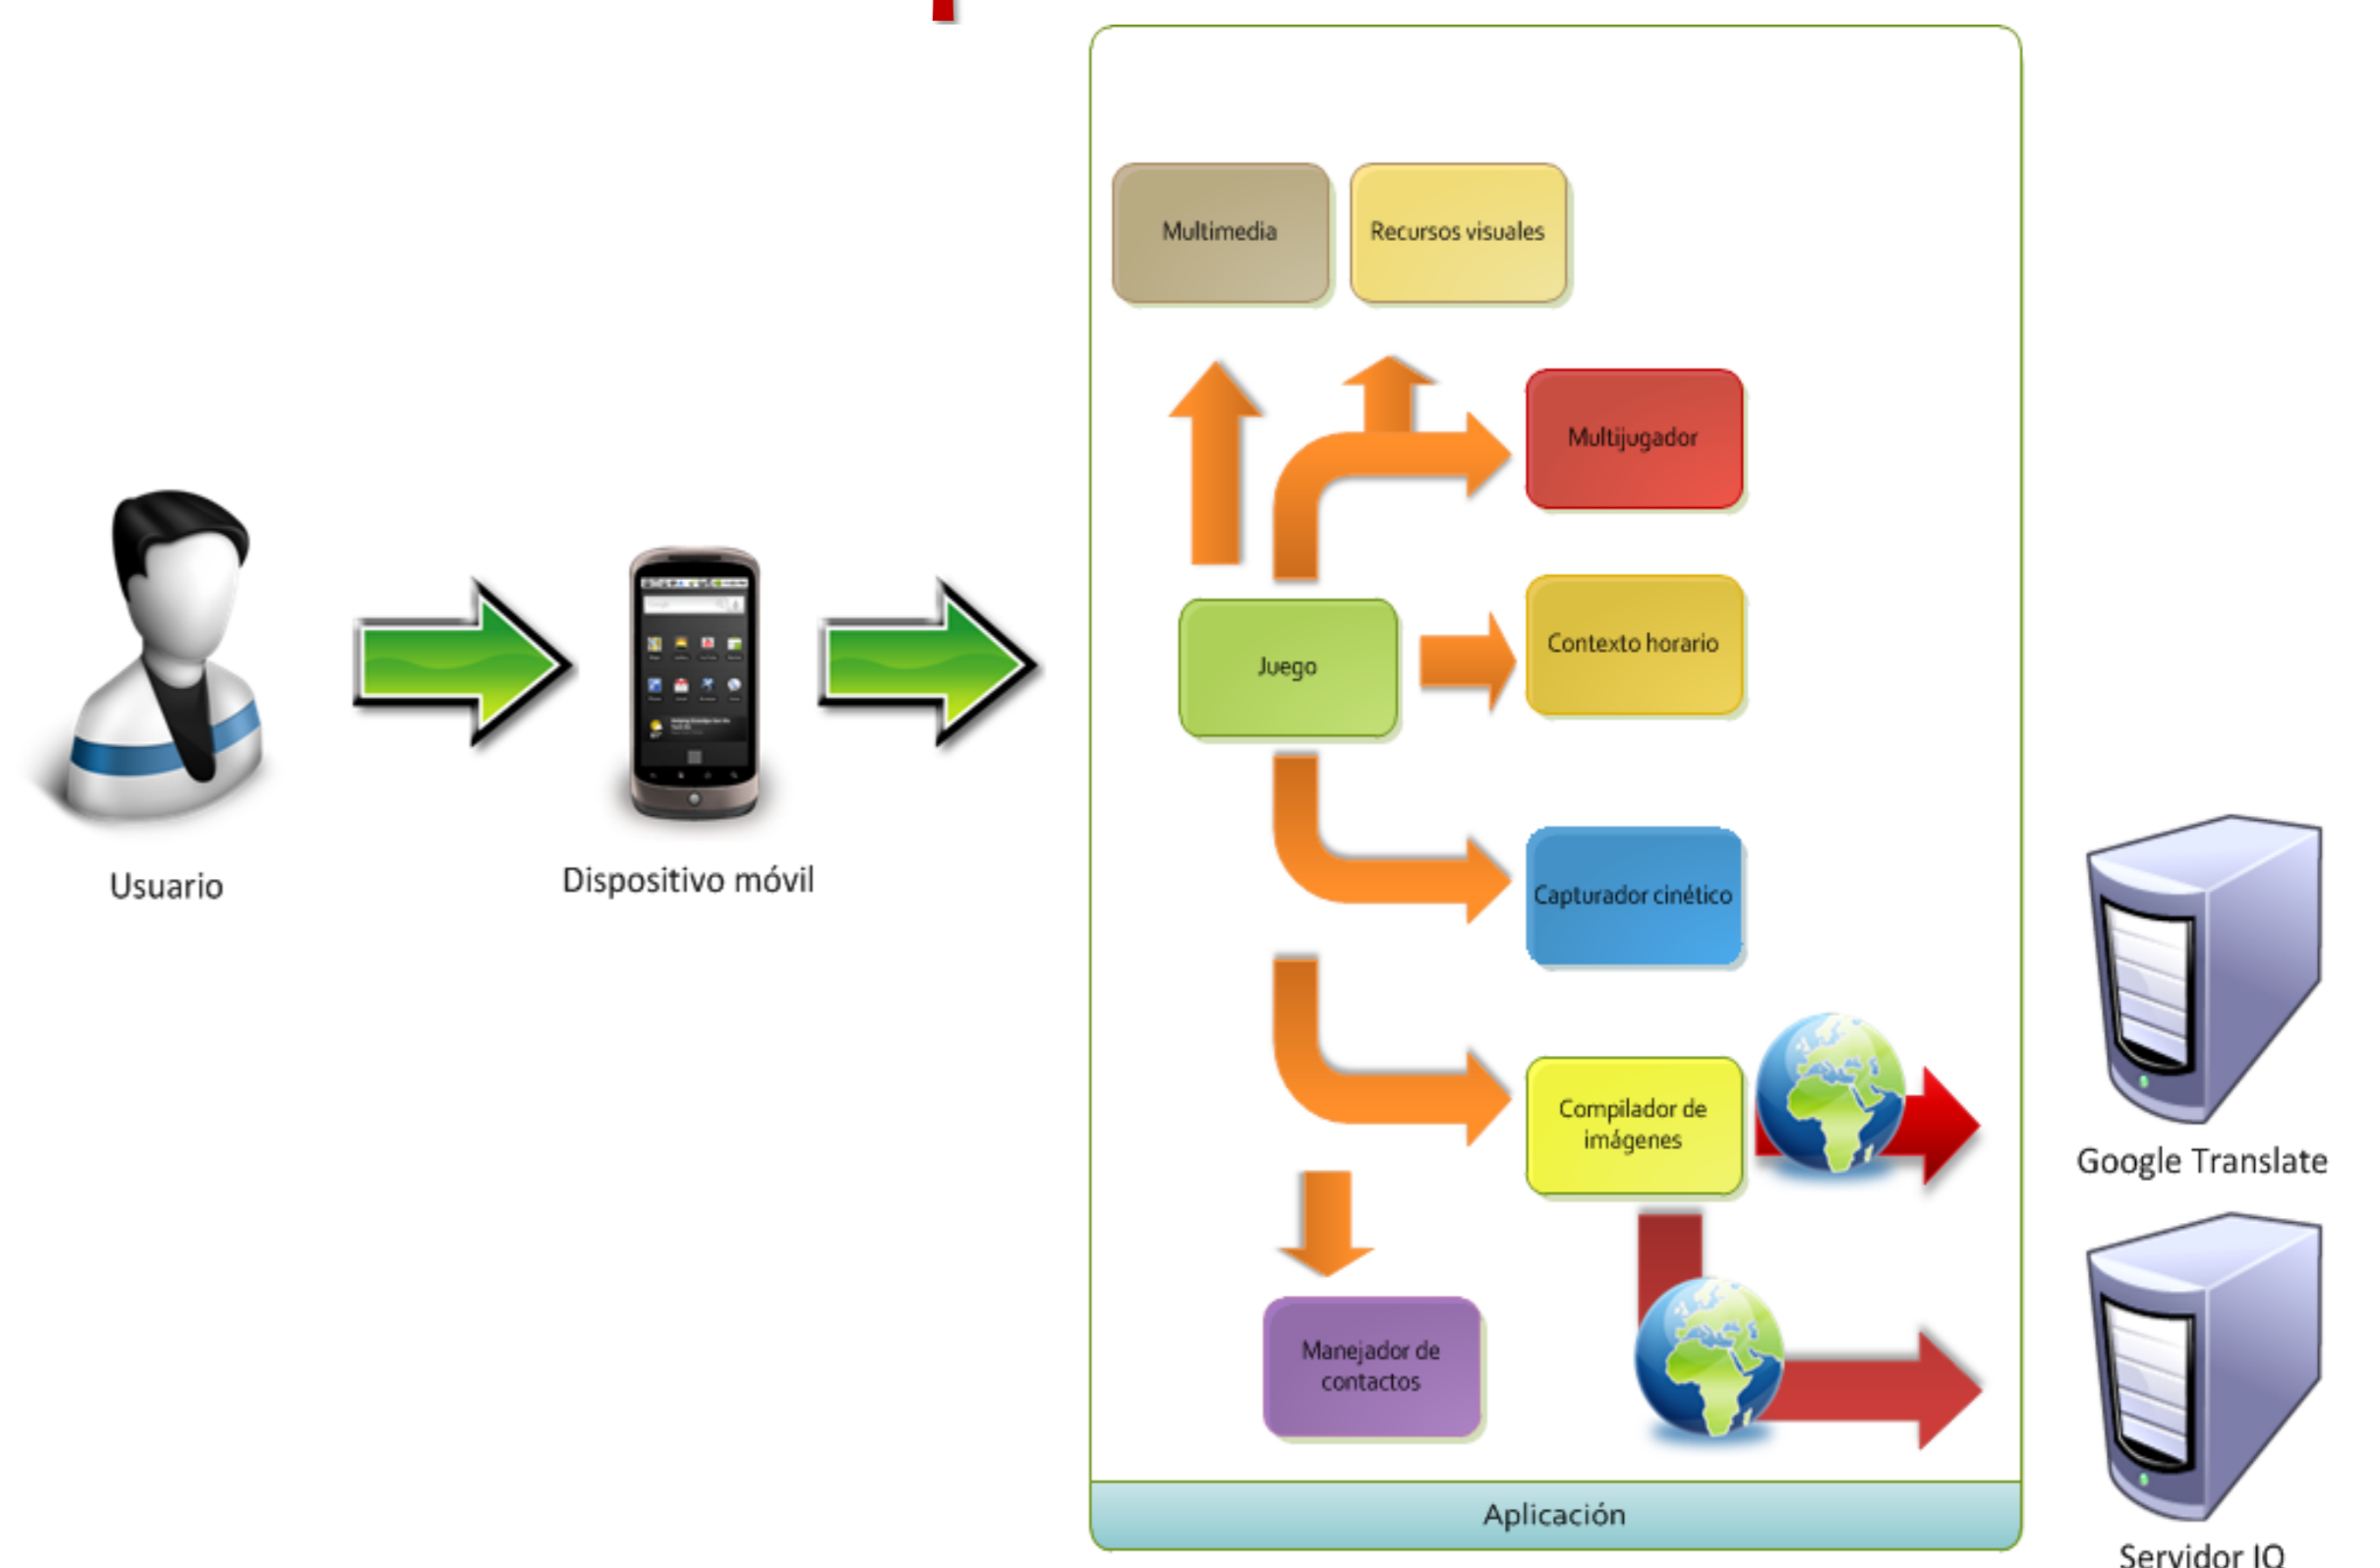 Multimedia
Recursos visuales
Multijugador
Contexto horario
Juego
Usuario
Dispositivo móvil
Capturador cinético
Compilador de
imágenes
Google Translate
Manejador de
contactos
Aplicación
Servidor IQ